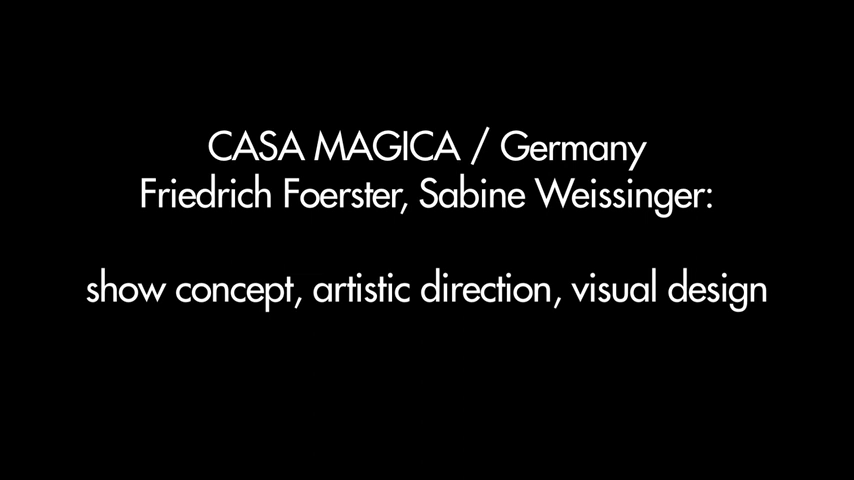 CASA MAGICA / Germany
Friedrich Foerster, Sabine Weissinger:
show concept, artistic direction, visual design